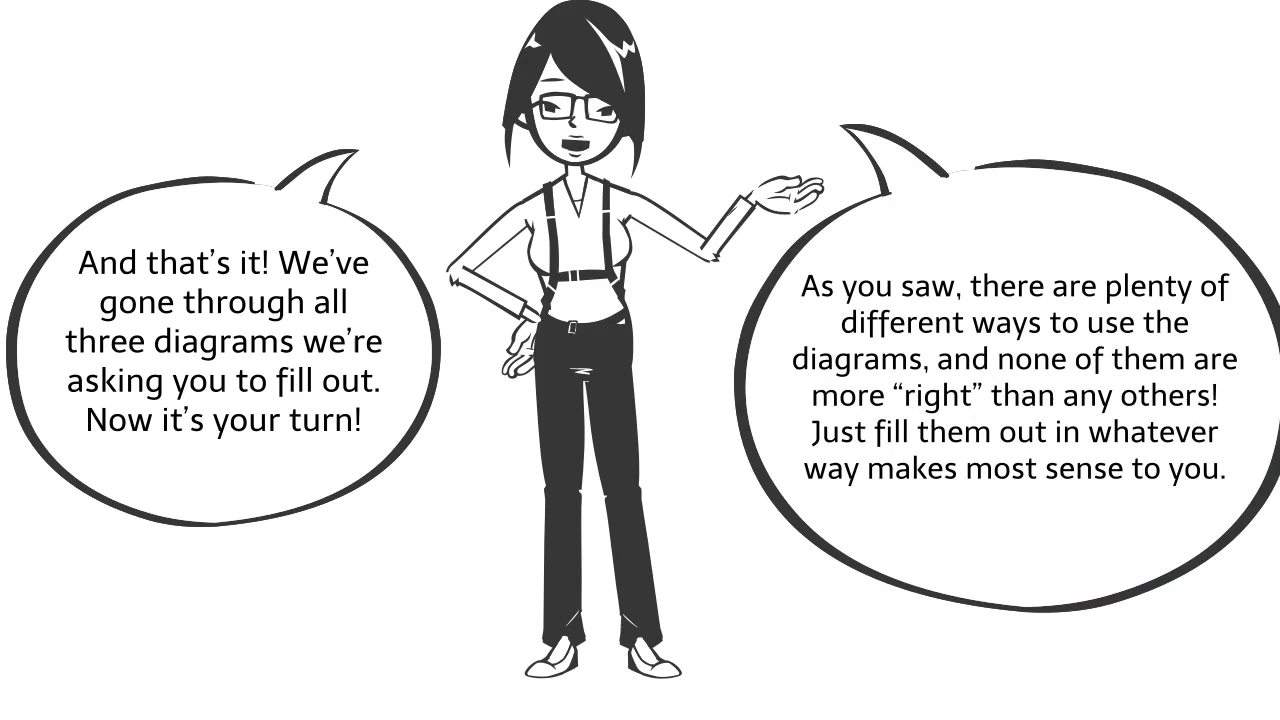 And that’s it! We’ve
gone through all
three diagrams we’re
asking you to fill out.
Now it’s your turn!
As you saw, there are plenty of
different ways to use the
diagrams, and none of them are
more “right” than any others!
Just fill them out in whatever
way makes most sense to you.